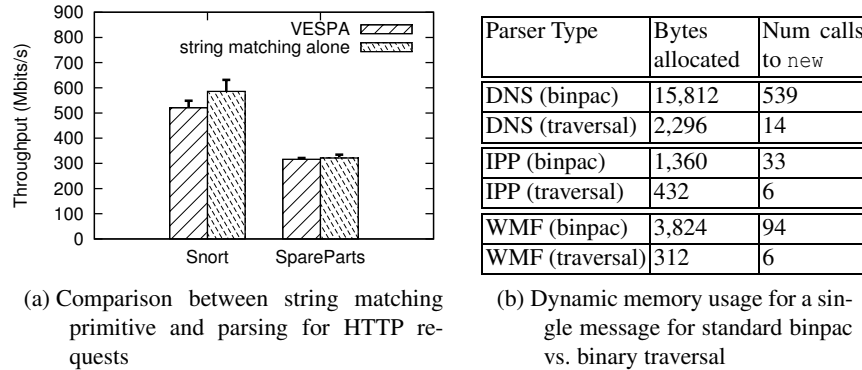 900
800
700
600
500
400
300
200
100
0
Throughput (Mbits/s)
VESPA
string matching alone
Snort SpareParts
(a) Comparison between string matching
primitive and parsing for HTTP re-
quests
Parser Type Bytes allocated Num calls to new
DNS (binpac) 15,812 539
DNS (traversal) 2,296 14
IPP (binpac) 1,360 33
IPP (traversal) 432 6
WMF (binpac) 3,824 94
WMF (traversal) 312 6
(b) Dynamic memory usage for a sin-
gle message for standard binpac
vs. binary traversal